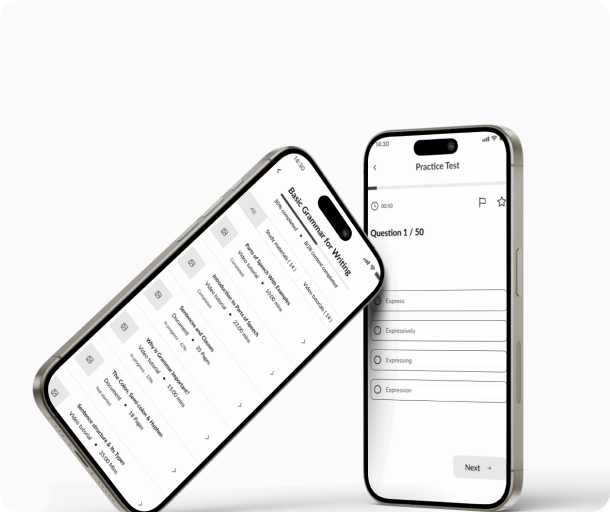 14:30
Basic Grammar for Writing
30% completed • 8/28 content completed
All
Study materials ( 14 )
Video tutorials ( 14 )
Parts of Speech With Examples
Video tutorial • 10:00 mins
Completed
Introduction to Parts of Speech
Video tutorial • 23:00 mins
Completed
Sentences and Clauses
Document • 35 Pages
In progress - 42%
Why is Grammar Important?
Video tutorial • 15:00 mins
In progress - 10%
The Colon, Semi-colon & Hyphen
Document • 18 Pages
Not started
Sentence structure & Its Types
Video tutorial • 35:00 Mins
14:30
Practice Test
00:50
Question 1 / 50
Express
Expressively
Expressing
Expression
Next